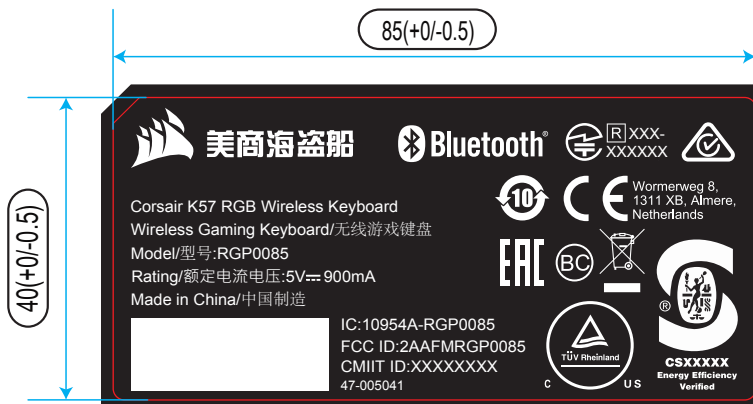 85(+0/-0.5)
40(+0/-0.5)
美商海盗船
Bluetooth®
R XXX-
XXXXXX
10
CE
Wormerweg 8,
1311 XB, Almere,
Netherlands
Corsair K57 RGB Wireless Keyboard
Wireless Gaming Keyboard/无线游戏键盘
Model/型号:RGP0085
Rating/额定电流电压:5V⎓900mA
Made in China/中国制造
EAC
BC
IC:10954A-RGP0085
FCC ID:2AAFMRGP0085
CMIIT ID:XXXXXXXX
47-005041
TÜV Rheinland
C US
S
®
CSXXXXX
Energy Efficiency
Verified